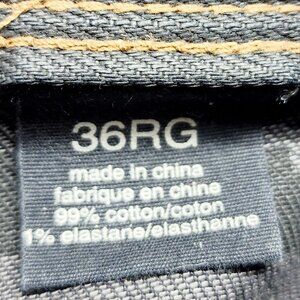 36RG
made in china
fabrique en chine
99% cotton/coton
1% elastane/elasthanne